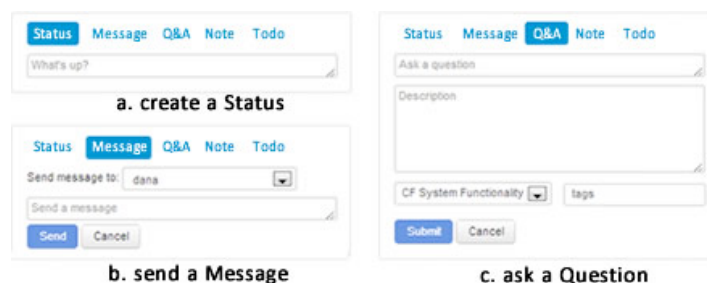 Status Message Q&A Note Todo
What's up?
a. create a Status
Status Message Q&A Note Todo
Send message to: dana
Send a message
Send Cancel
b. send a Message
Status Message Q&A Note Todo
Ask a question
Description
CF System Functionality tags
Submit Cancel
c. ask a Question